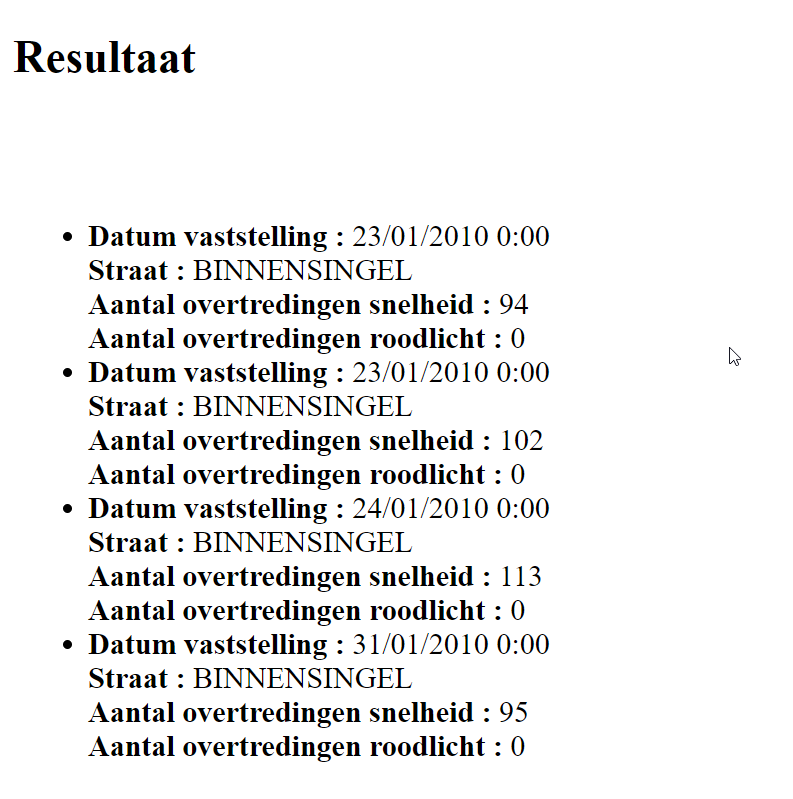 Resultaat
Datum vaststelling : 23/01/2010 0:00
Straat : BINNENSINGEL
Aantal overtredingen snelheid : 94
Aantal overtredingen roodlicht : 0
Datum vaststelling : 23/01/2010 0:00
Straat : BINNENSINGEL
Aantal overtredingen snelheid : 102
Aantal overtredingen roodlicht : 0
Datum vaststelling : 24/01/2010 0:00
Straat : BINNENSINGEL
Aantal overtredingen snelheid : 113
Aantal overtredingen roodlicht : 0
Datum vaststelling : 31/01/2010 0:00
Straat : BINNENSINGEL
Aantal overtredingen snelheid : 95
Aantal overtredingen roodlicht : 0